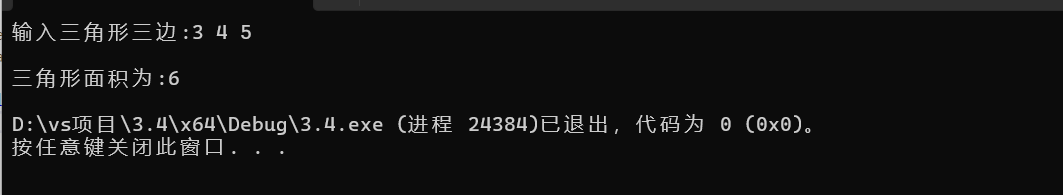 输入三角形三边:3 4 5
三角形面积为:6
D:\vs项目\3.4\x64\Debug\3.4.exe (进程 24384)已退出，代码为 0 (0x0)。
按任意键关闭此窗口. . .